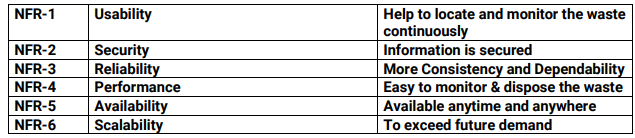 NFR-1 Usability Help to locate and monitor the waste
continuously
NFR-2 Security Information is secured
NFR-3 Reliability More Consistency and Dependability
NFR-4 Performance Easy to monitor & dispose the waste
NFR-5 Availability Available anytime and anywhere
NFR-6 Scalability To exceed future demand